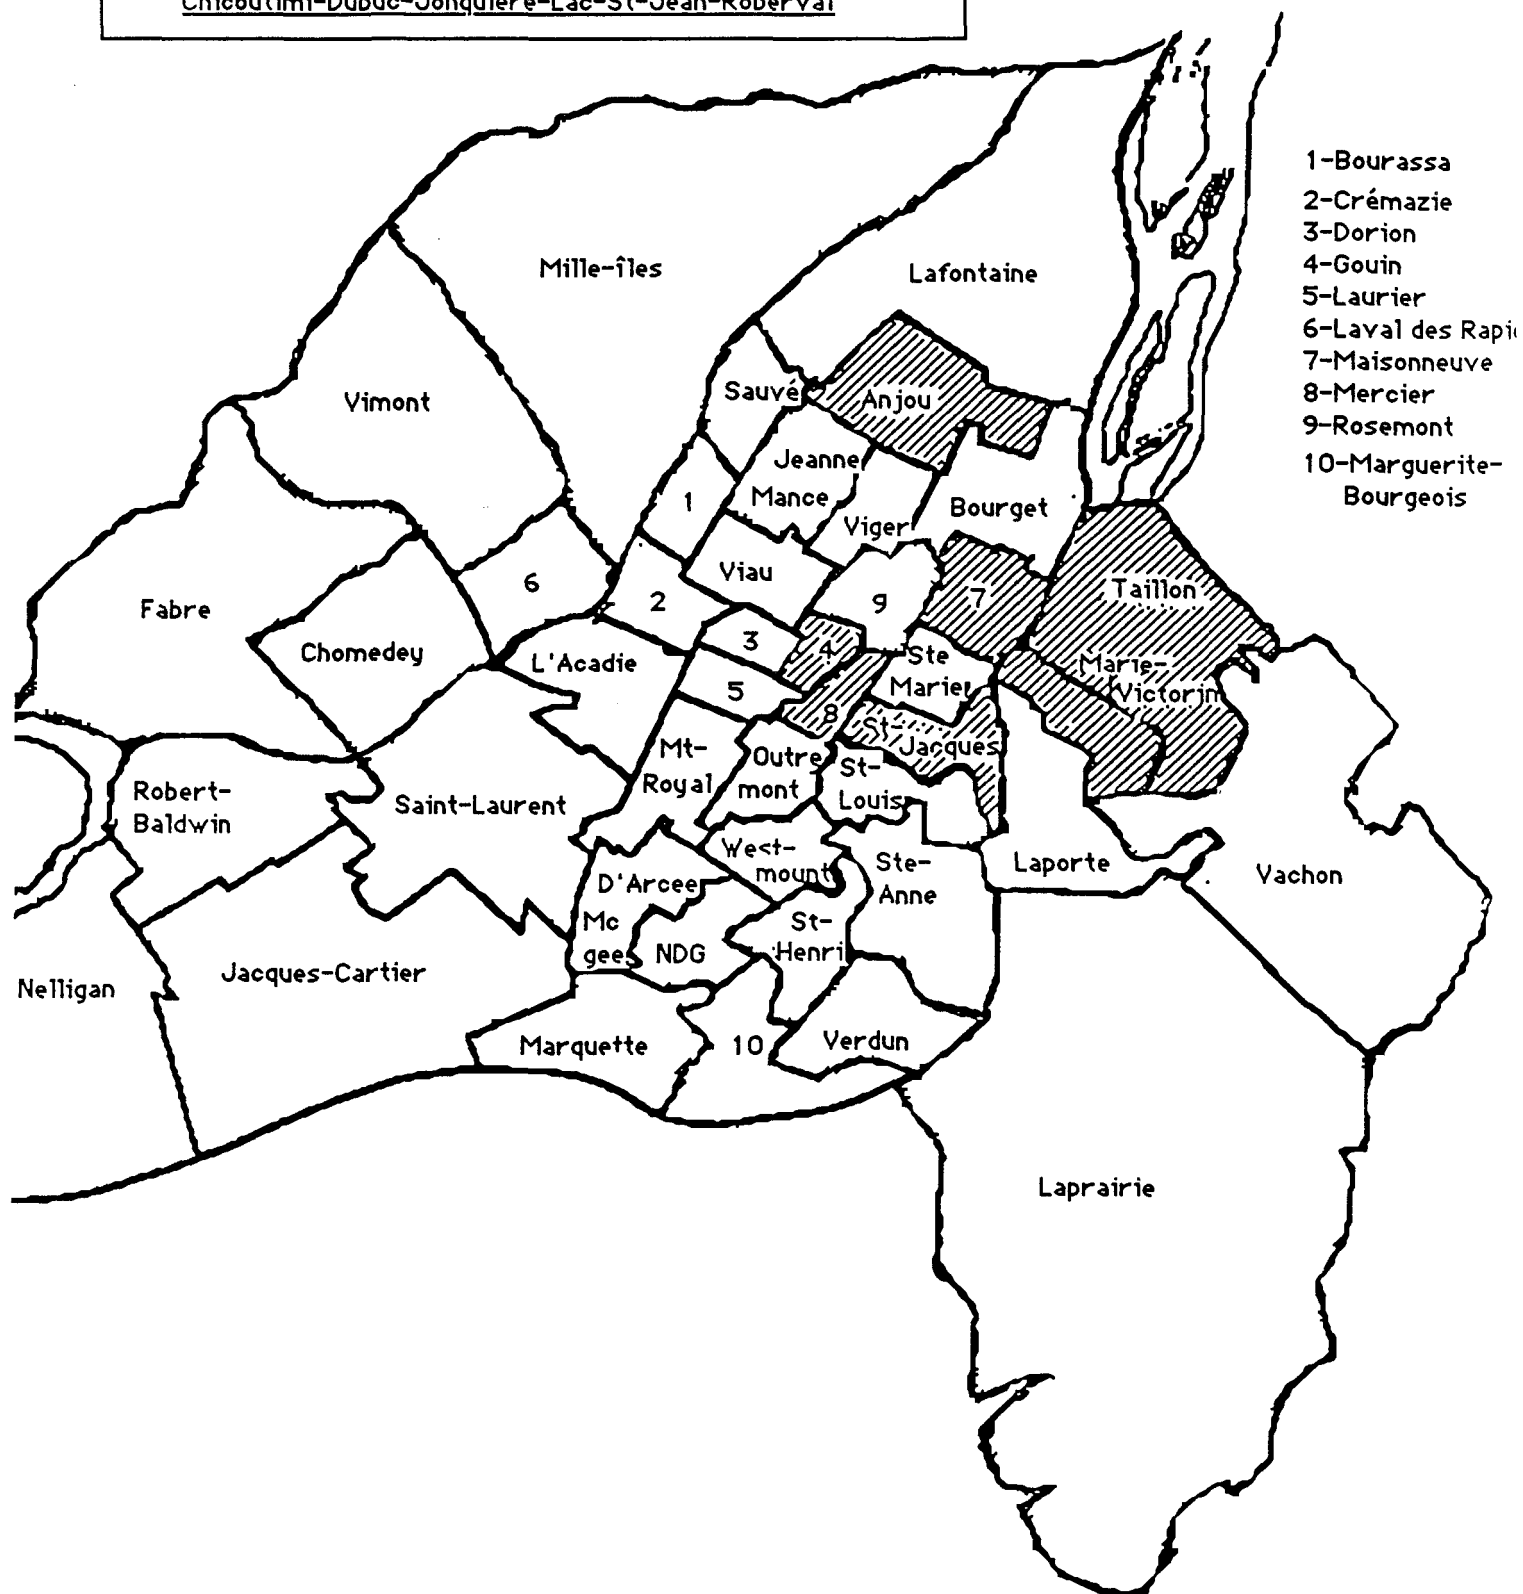 Chicoutimi-Dubuc-Jonquière-Lac-St-Jean-Roberval
1-Bourassa
2-Crémazie
3-Dorion
4-Gouin
5-Laurier
6-Laval des Rapi
7-Maisonneuve
8-Mercier
9-Rosemont
10-Marguerite-
Bourgeois
Mille-îles
Lafontaine
Vimont
Sauvé
Anjou
Jeanne
Mance
1
Viger
Bourget
Fabre
6
2
Viau
9
7
Taillon
Chomedey
L'Acadie
3
4
Ste
Marie
Marie-
Victorin
5
8
St-
Jacques
Mt-
Royal
Outre
mont
St-
Louis
Robert-
Baldwin
Saint-Laurent
West-
mount
Ste-
Anne
Laporte
Vachon
D'Arcee
Mc
gee
NDG
St-
Henri
Nelligan
Jacques-Cartier
Marquette
10
Verdun
Laprairie